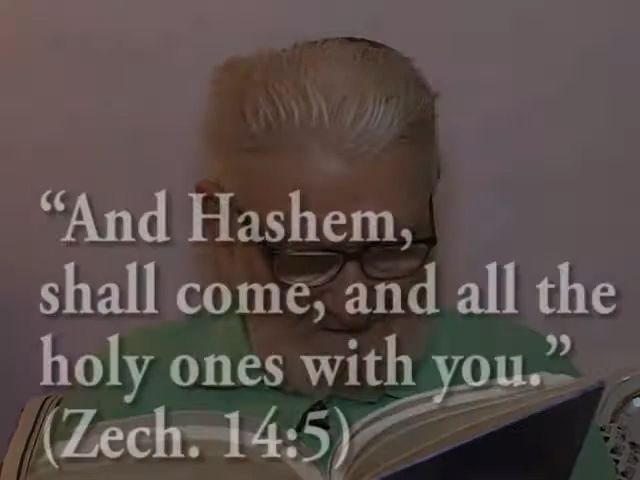 “And Hashem,
shall come, and all the
holy ones with you.”
(Zech. 14:5)